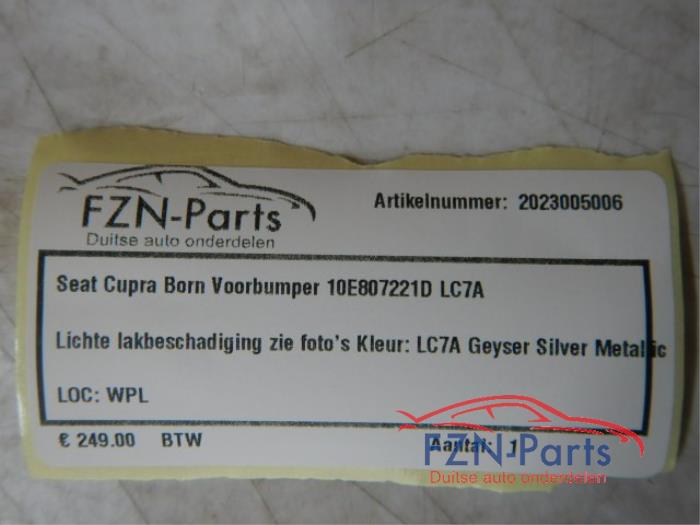 FZN-Parts
Duitse auto onderdelen
Artikelnummer: 2023005006
Seat Cupra Born Voorbumper 10E807221D LC7A
Lichte lakbeschadiging zie foto's Kleur: LC7A Geyser Silver Metallic
LOC: WPL
€ 249.00 BTW
Aantal: 1
FZN-Parts
Duitse auto onderdelen